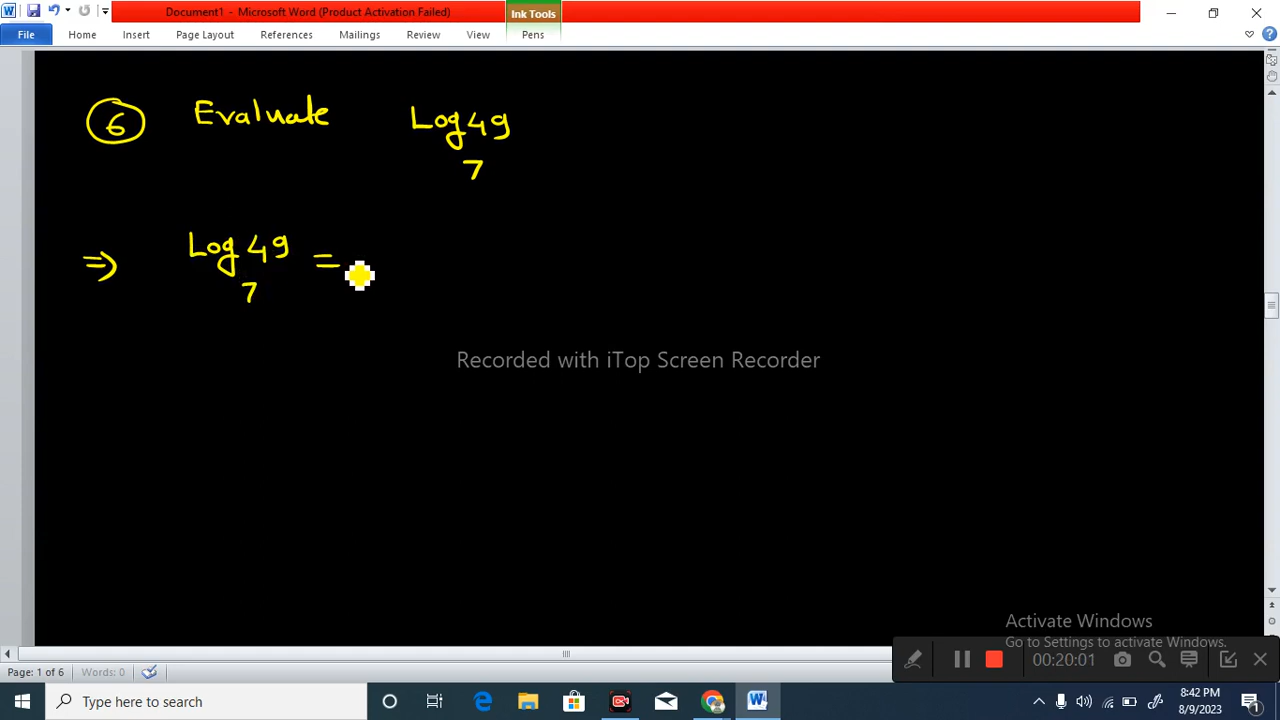 Document1 - Microsoft Word (Product Activation Failed)
Ink Tools
File Home Insert Page Layout References Mailings Review View Pens
6 Evaluate Log 49
7
⇒ Log 49 =
7
Recorded with iTop Screen Recorder
Activate Windows
Go to Settings to activate Windows.
00:20:01
Page: 1 of 6 Words: 0
Type here to search
8:42 PM
8/9/2023
1